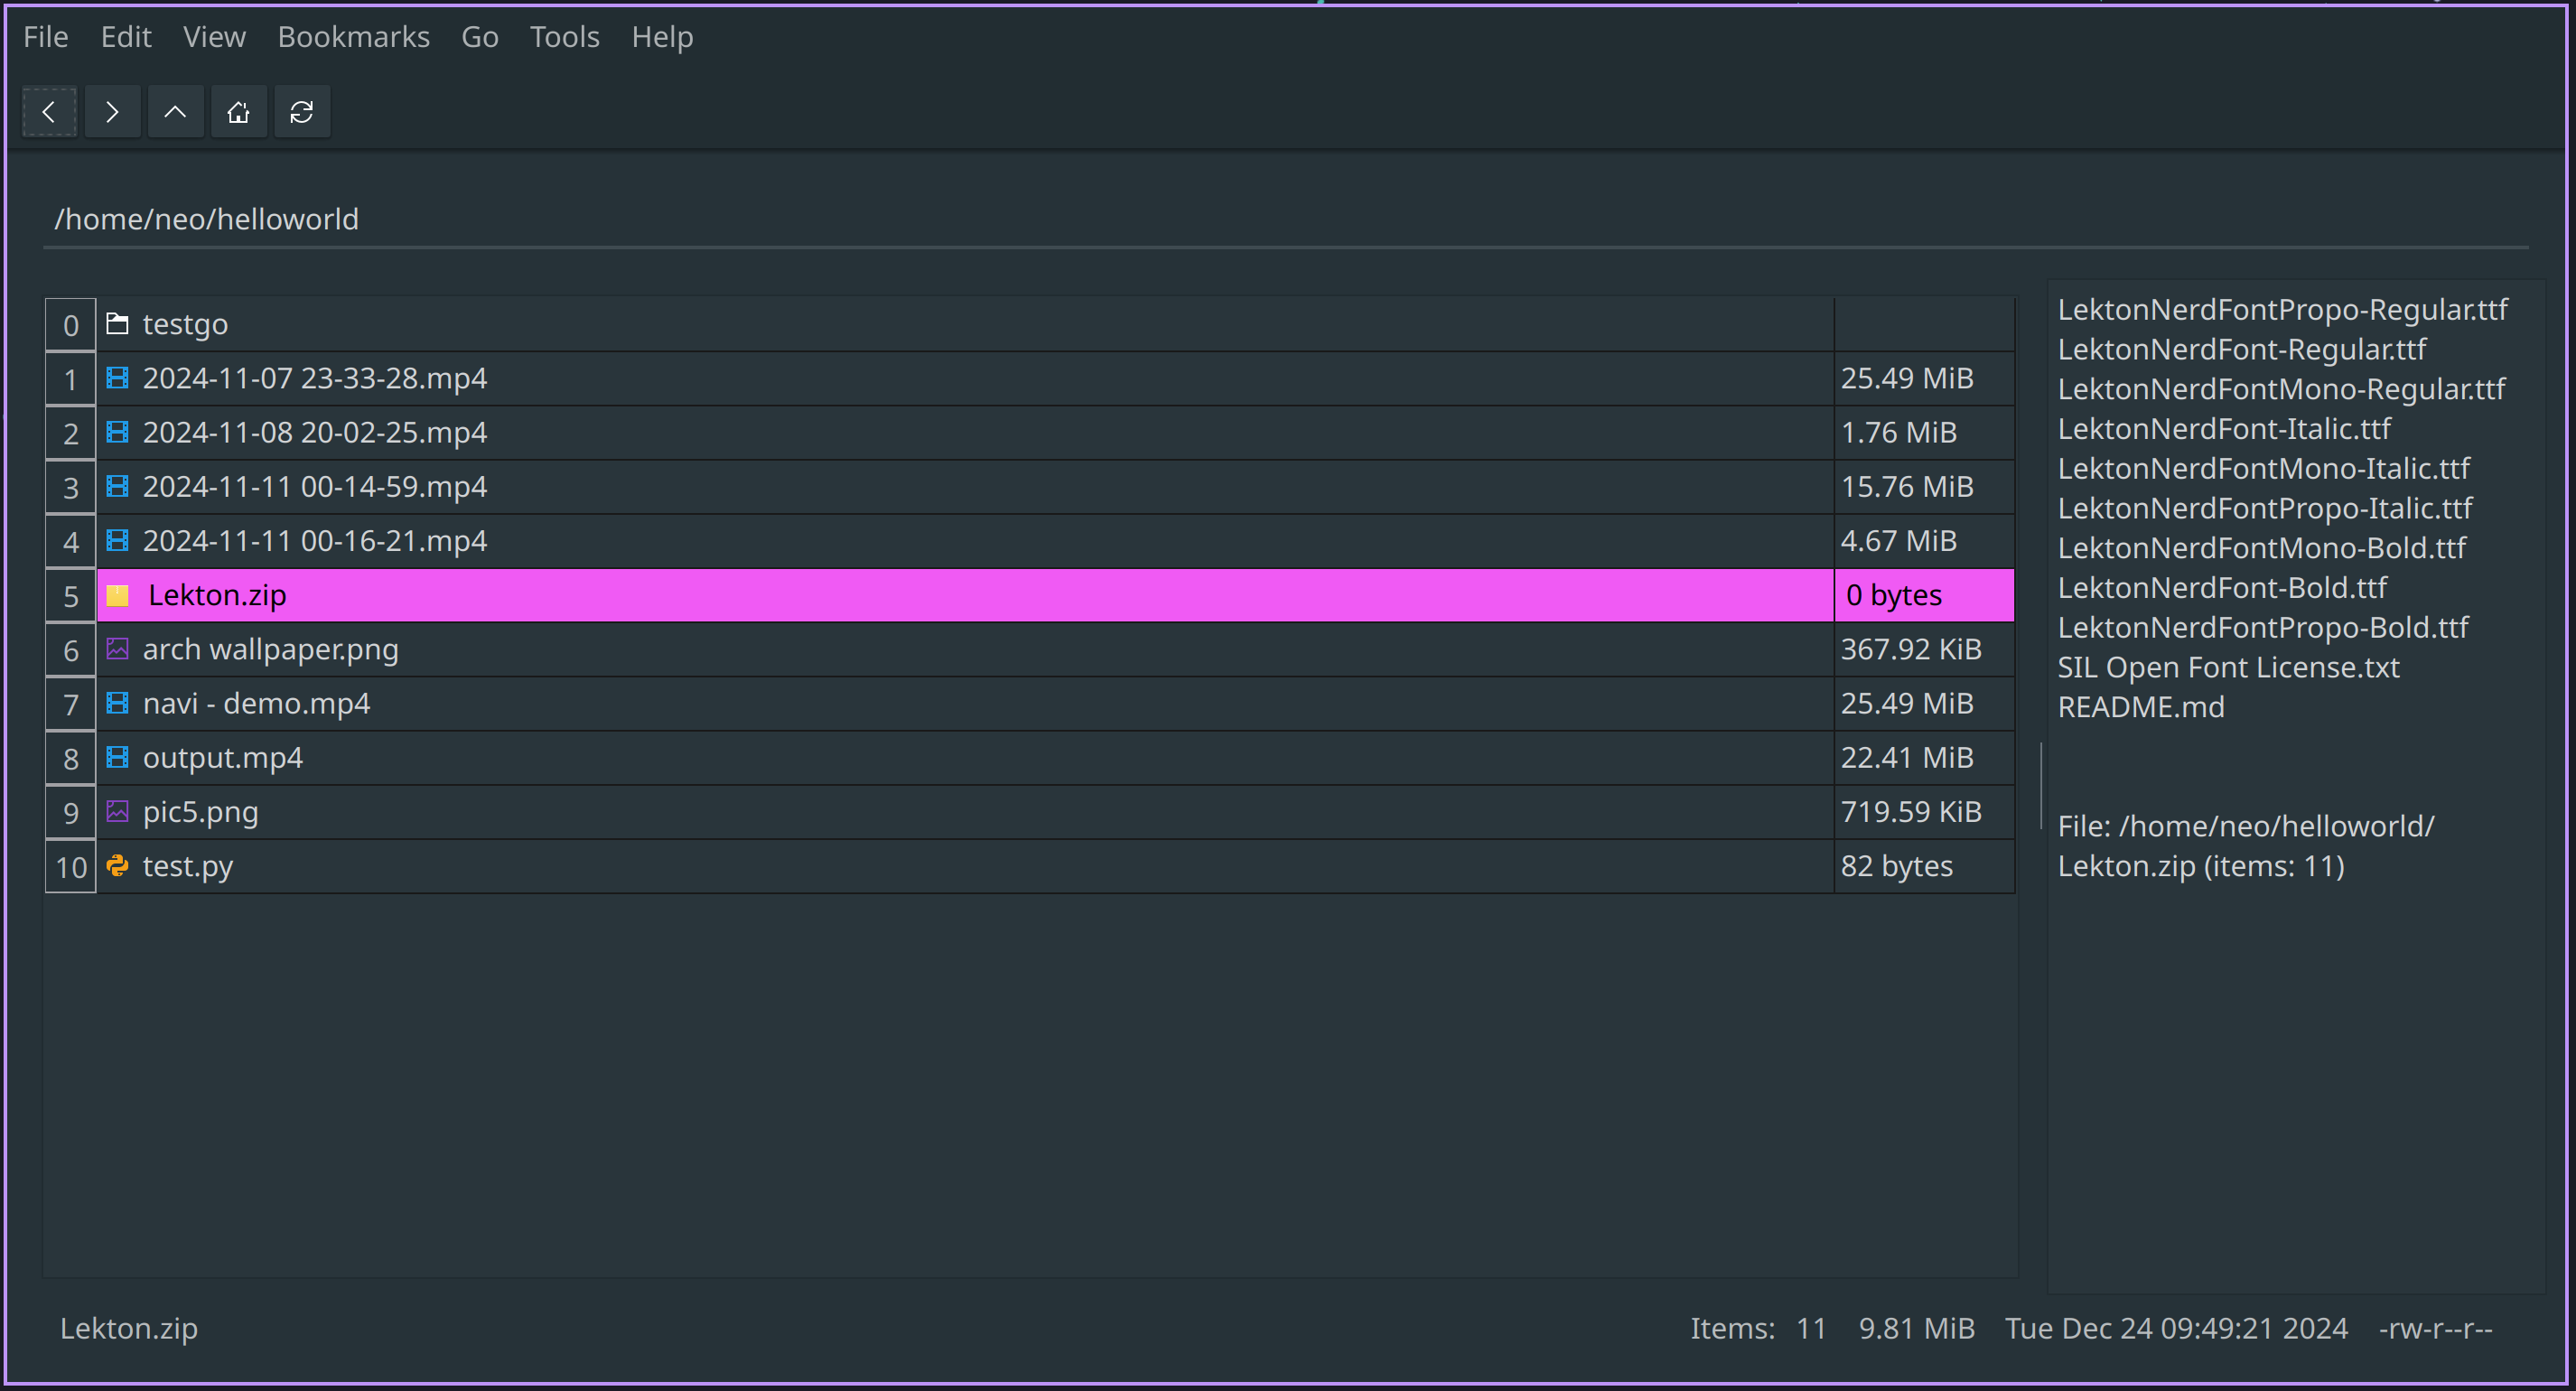 File Edit View Bookmarks Go Tools Help
/home/neo/helloworld
0 testgo
1 2024-11-07 23-33-28.mp4 25.49 MiB
2 2024-11-08 20-02-25.mp4 1.76 MiB
3 2024-11-11 00-14-59.mp4 15.76 MiB
4 2024-11-11 00-16-21.mp4 4.67 MiB
5 Lekton.zip 0 bytes
6 arch wallpaper.png 367.92 KiB
7 navi - demo.mp4 25.49 MiB
8 output.mp4 22.41 MiB
9 pic5.png 719.59 KiB
10 test.py 82 bytes
LektonNerdFontPropo-Regular.ttf
LektonNerdFont-Regular.ttf
LektonNerdFontMono-Regular.ttf
LektonNerdFont-Italic.ttf
LektonNerdFontMono-Italic.ttf
LektonNerdFontPropo-Italic.ttf
LektonNerdFontMono-Bold.ttf
LektonNerdFont-Bold.ttf
LektonNerdFontPropo-Bold.ttf
SIL Open Font License.txt
README.md
File: /home/neo/helloworld/
Lekton.zip (items: 11)
Lekton.zip Items: 11 9.81 MiB Tue Dec 24 09:49:21 2024 -rw-r--r--